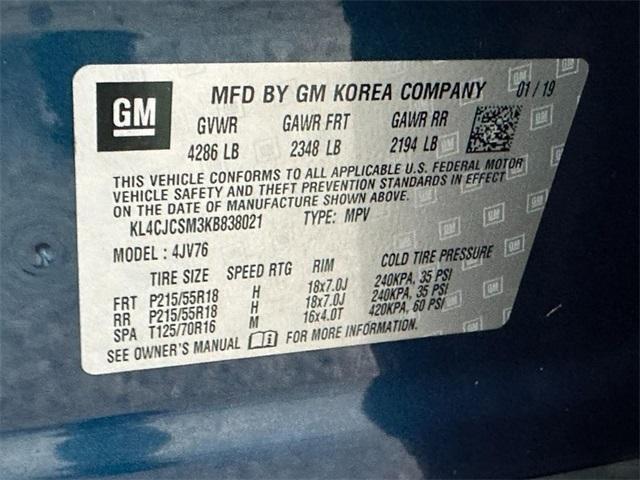 GM
MFD BY GM KOREA COMPANY 01/19
GVWR GAWR FRT GAWR RR
4286 LB 2348 LB 2194 LB
THIS VEHICLE CONFORMS TO ALL APPLICABLE U.S. FEDERAL MOTOR
VEHICLE SAFETY AND THEFT PREVENTION STANDARDS IN EFFECT
ON THE DATE OF MANUFACTURE SHOWN ABOVE.
KL4CJCSM3KB838021 TYPE: MPV
MODEL: 4JV76
TIRE SIZE SPEED RTG RIM COLD TIRE PRESSURE
FRT P215/55R18 H 18x7.0J 240KPA, 35 PSI
RR P215/55R18 H 18x7.0J 240KPA, 35 PSI
SPA T125/70R16 M 16x4.0T 420KPA, 60 PSI
SEE OWNER'S MANUAL FOR MORE INFORMATION.